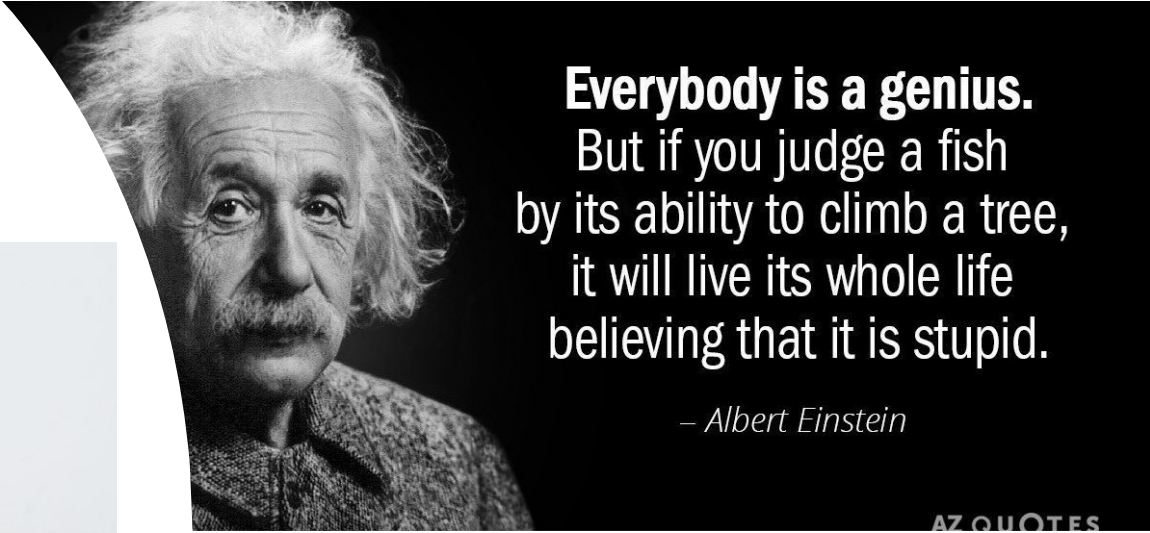 Everybody is a genius.
But if you judge a fish
by its ability to climb a tree,
it will live its whole life
believing that it is stupid.
– Albert Einstein
AZ QUOTES